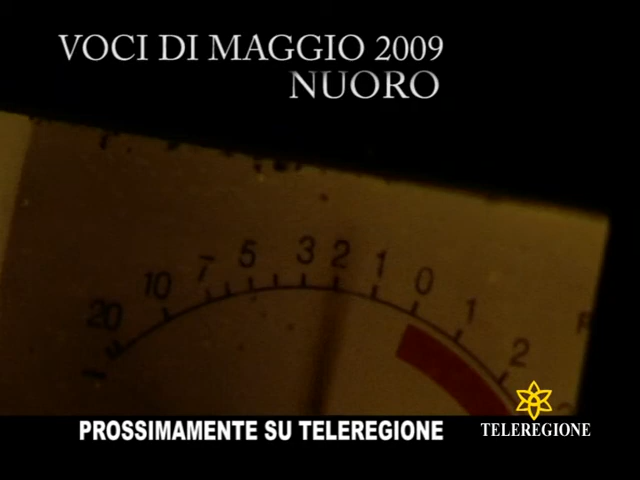 VOCI DI MAGGIO 2009
NUORO
20 10 7 5 3 2 1 0 1 2
PROSSIMAMENTE SU TELEREGIONE
TELEREGIONE